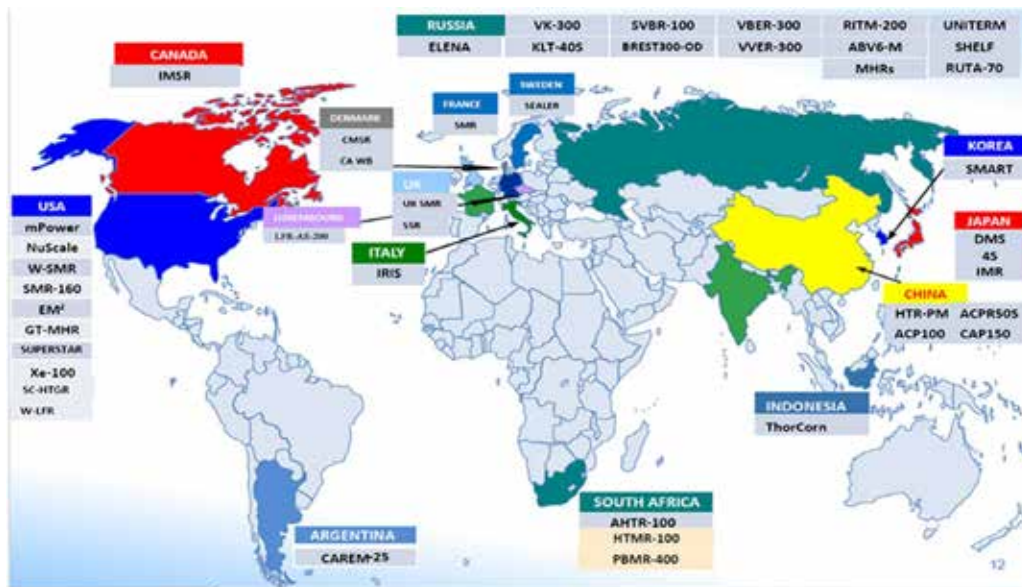 RUSSIA VK-300 SVBR-100 VBER-300 RITM-200 UNITERM
ELENA KLT-40S BREST300-OD VVER-300 ABV6-M SHELF
MHRs RUTA-70
CANADA
IMSR
SWEDEN
SEALER
FRANCE
SMR
DENMARK
CMSR
CA WB
KOREA
SMART
UK
UK SMR
SSR
USA
mPower
NuScale
W-SMR
SMR-160
EM²
GT-MHR
SUPERSTAR
Xe-100
SC-HTGR
W-LFR
LUXEMBOURG
LFR-AS-200
ITALY
IRIS
JAPAN
DMS
4S
IMR
CHINA
HTR-PM ACPR50S
ACP100 CAP150
INDONESIA
ThorCorn
SOUTH AFRICA
AHTR-100
HTMR-100
PBMR-400
ARGENTINA
CAREM-25
12